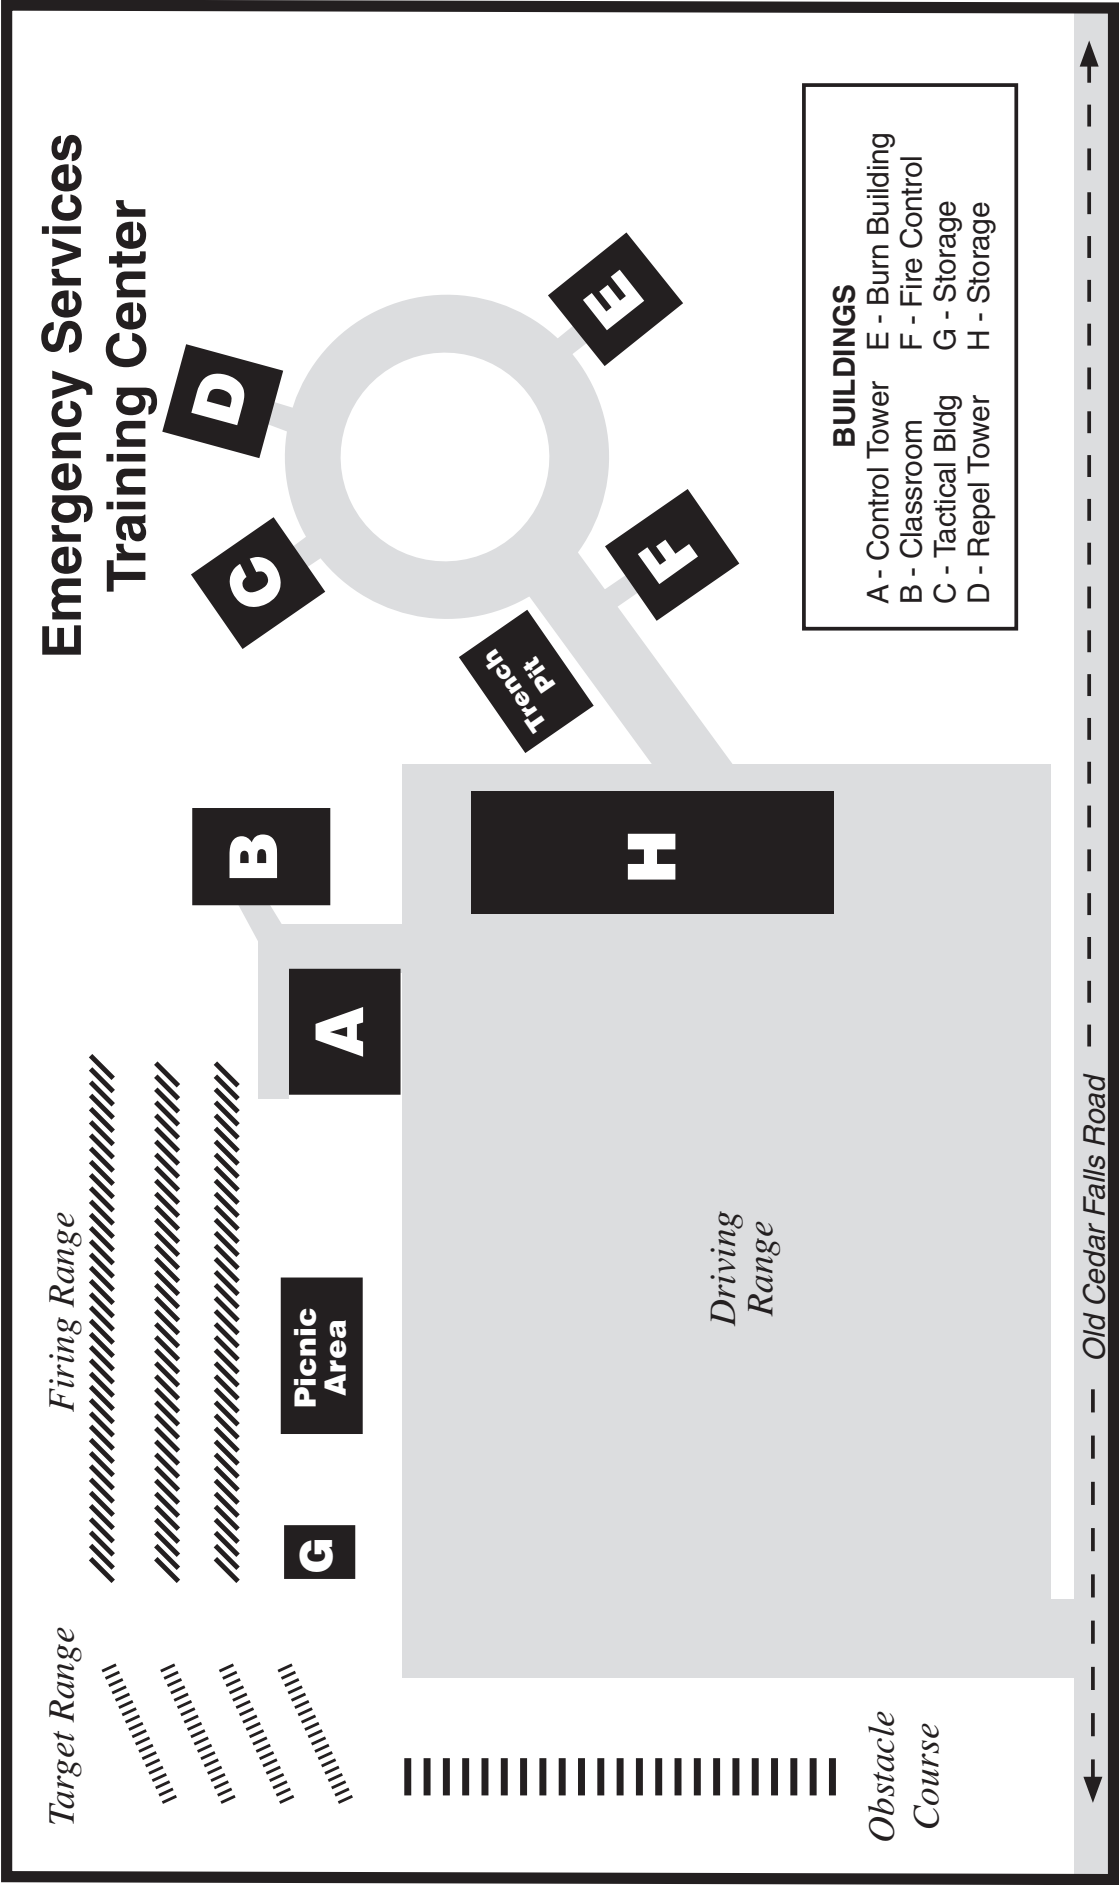 Emergency Services
Training Center
Target Range
Firing Range
G
Picnic
Area
A
B
C
D
E
F
Trench
Pit
H
Driving
Range
Obstacle
Course
BUILDINGS
A - Control Tower E - Burn Building
B - Classroom F - Fire Control
C - Tactical Bldg G - Storage
D - Repel Tower H - Storage
Old Cedar Falls Road